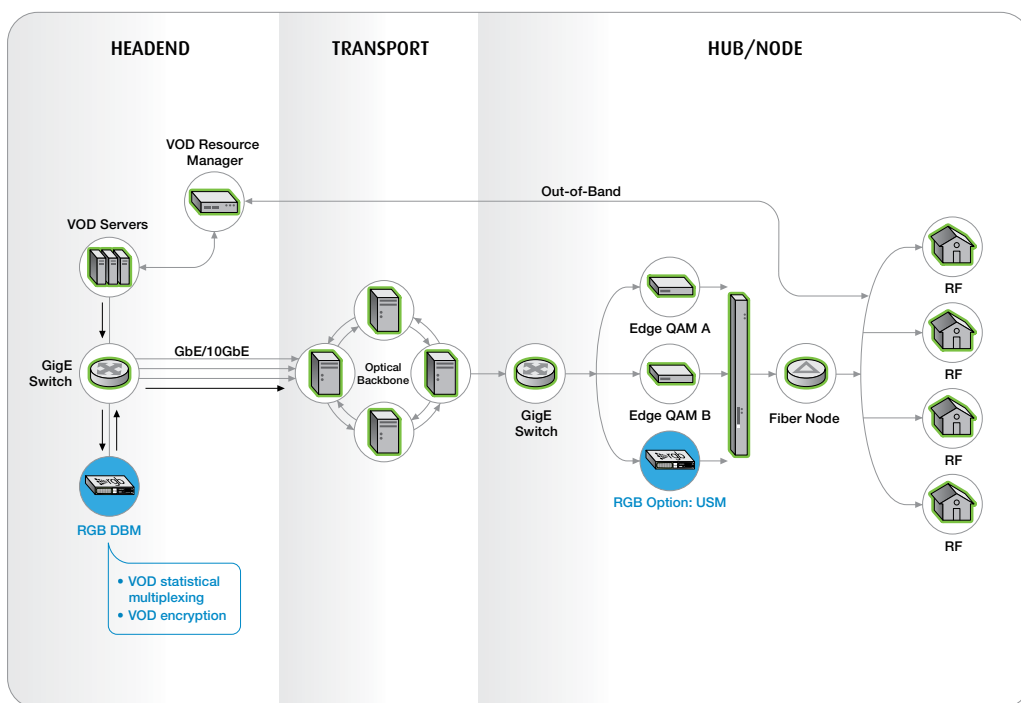 HEADEND
TRANSPORT
HUB/NODE
VOD Resource
Manager
Out-of-Band
VOD Servers
RF
Edge QAM A
GbE/10GbE
GigE
Switch
Optical
Backbone
RF
Edge QAM B
GigE
Switch
Fiber Node
RF
rgb
rgb
RGB DBM
RGB Option: USM
RF
• VOD statistical
multiplexing
• VOD encryption